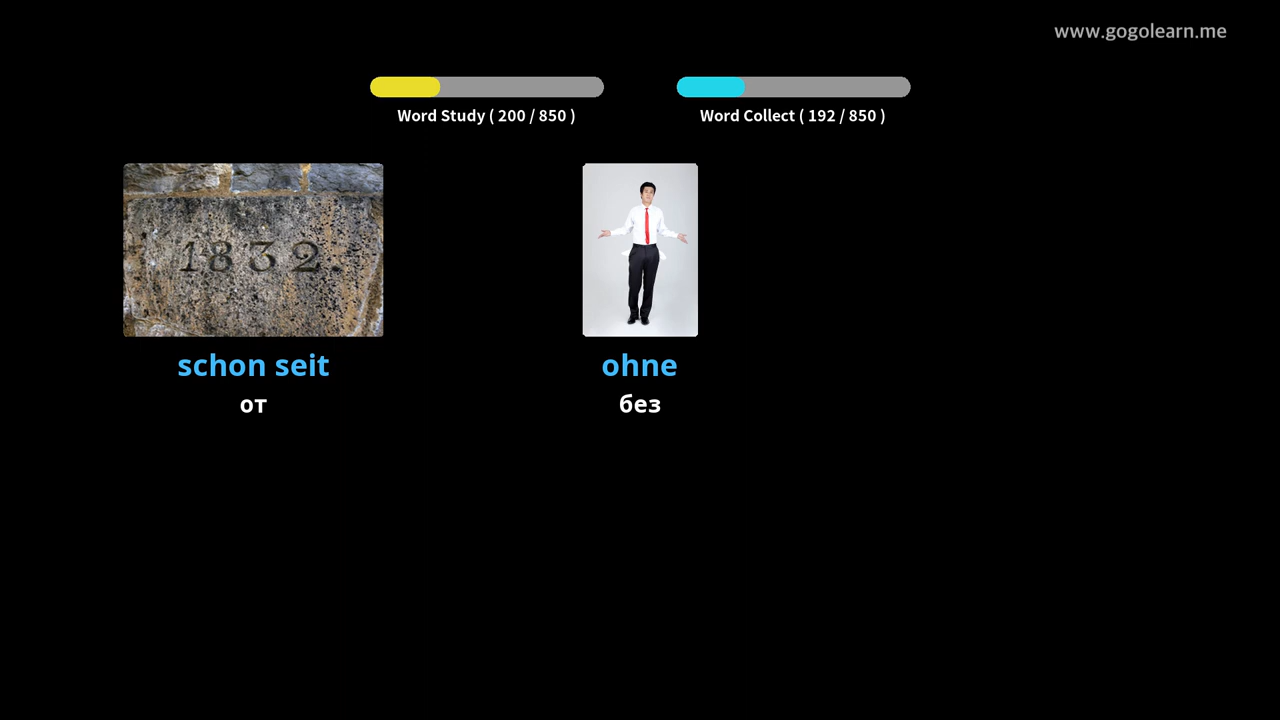 www.gogolearn.me
Word Study ( 200 / 850 )
Word Collect ( 192 / 850 )
1832.
schon seit
ohne
от
без